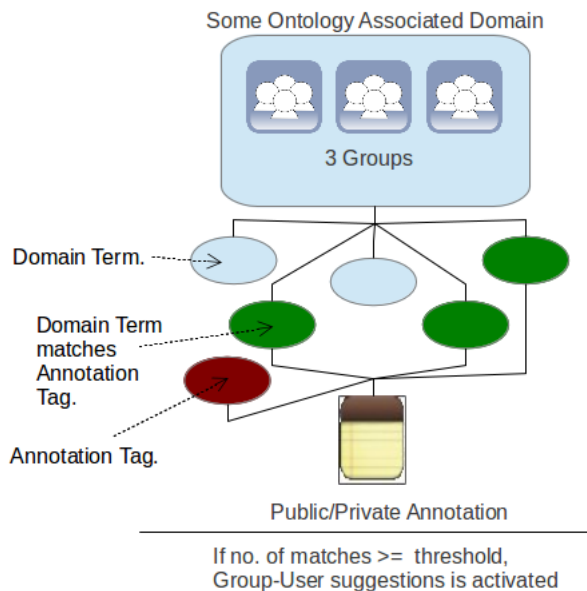 Some Ontology Associated Domain
3 Groups
Domain Term.
Domain Term
matches
Annotation
Tag.
Annotation Tag.
Public/Private Annotation
If no. of matches >= threshold,
Group-User suggestions is activated